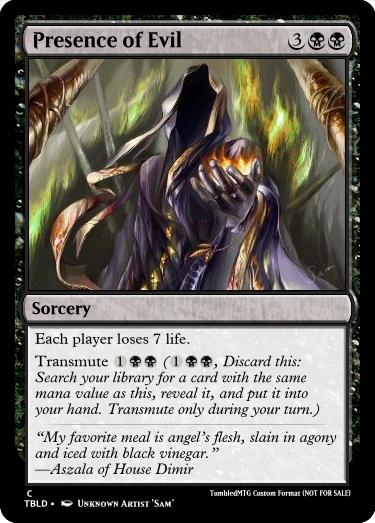 Presence of Evil 3
Sam
Sorcery
Each player loses 7 life.
Transmute 1 (1, Discard this:
Search your library for a card with the same
mana value as this, reveal it, and put it into
your hand. Transmute only during your turn.)
“My favorite meal is angel’s flesh, slain in agony
and iced with black vinegar.”
—Aszala of House Dimir
C
TBLD • Unknown Artist 'Sam'
TumbledMTG Custom Format (NOT FOR SALE)